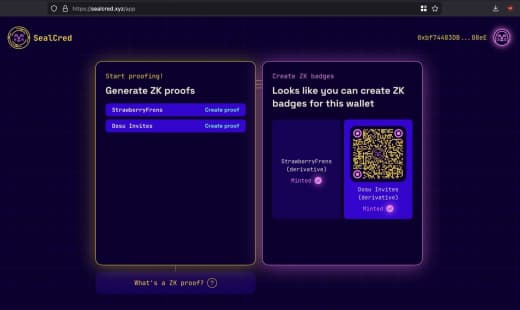 https://sealcred.xyz/app
SealCred
0xbf74483DB...08eE
Start proofing!
Generate ZK proofs
StrawberryFrens
Create proof
Dosu Invites
Create proof
Create ZK badges
Looks like you can create ZK
badges for this wallet
StrawberryFrens
(derivative)
Minted
Dosu Invites
(derivative)
Minted
What's a ZK proof? ?